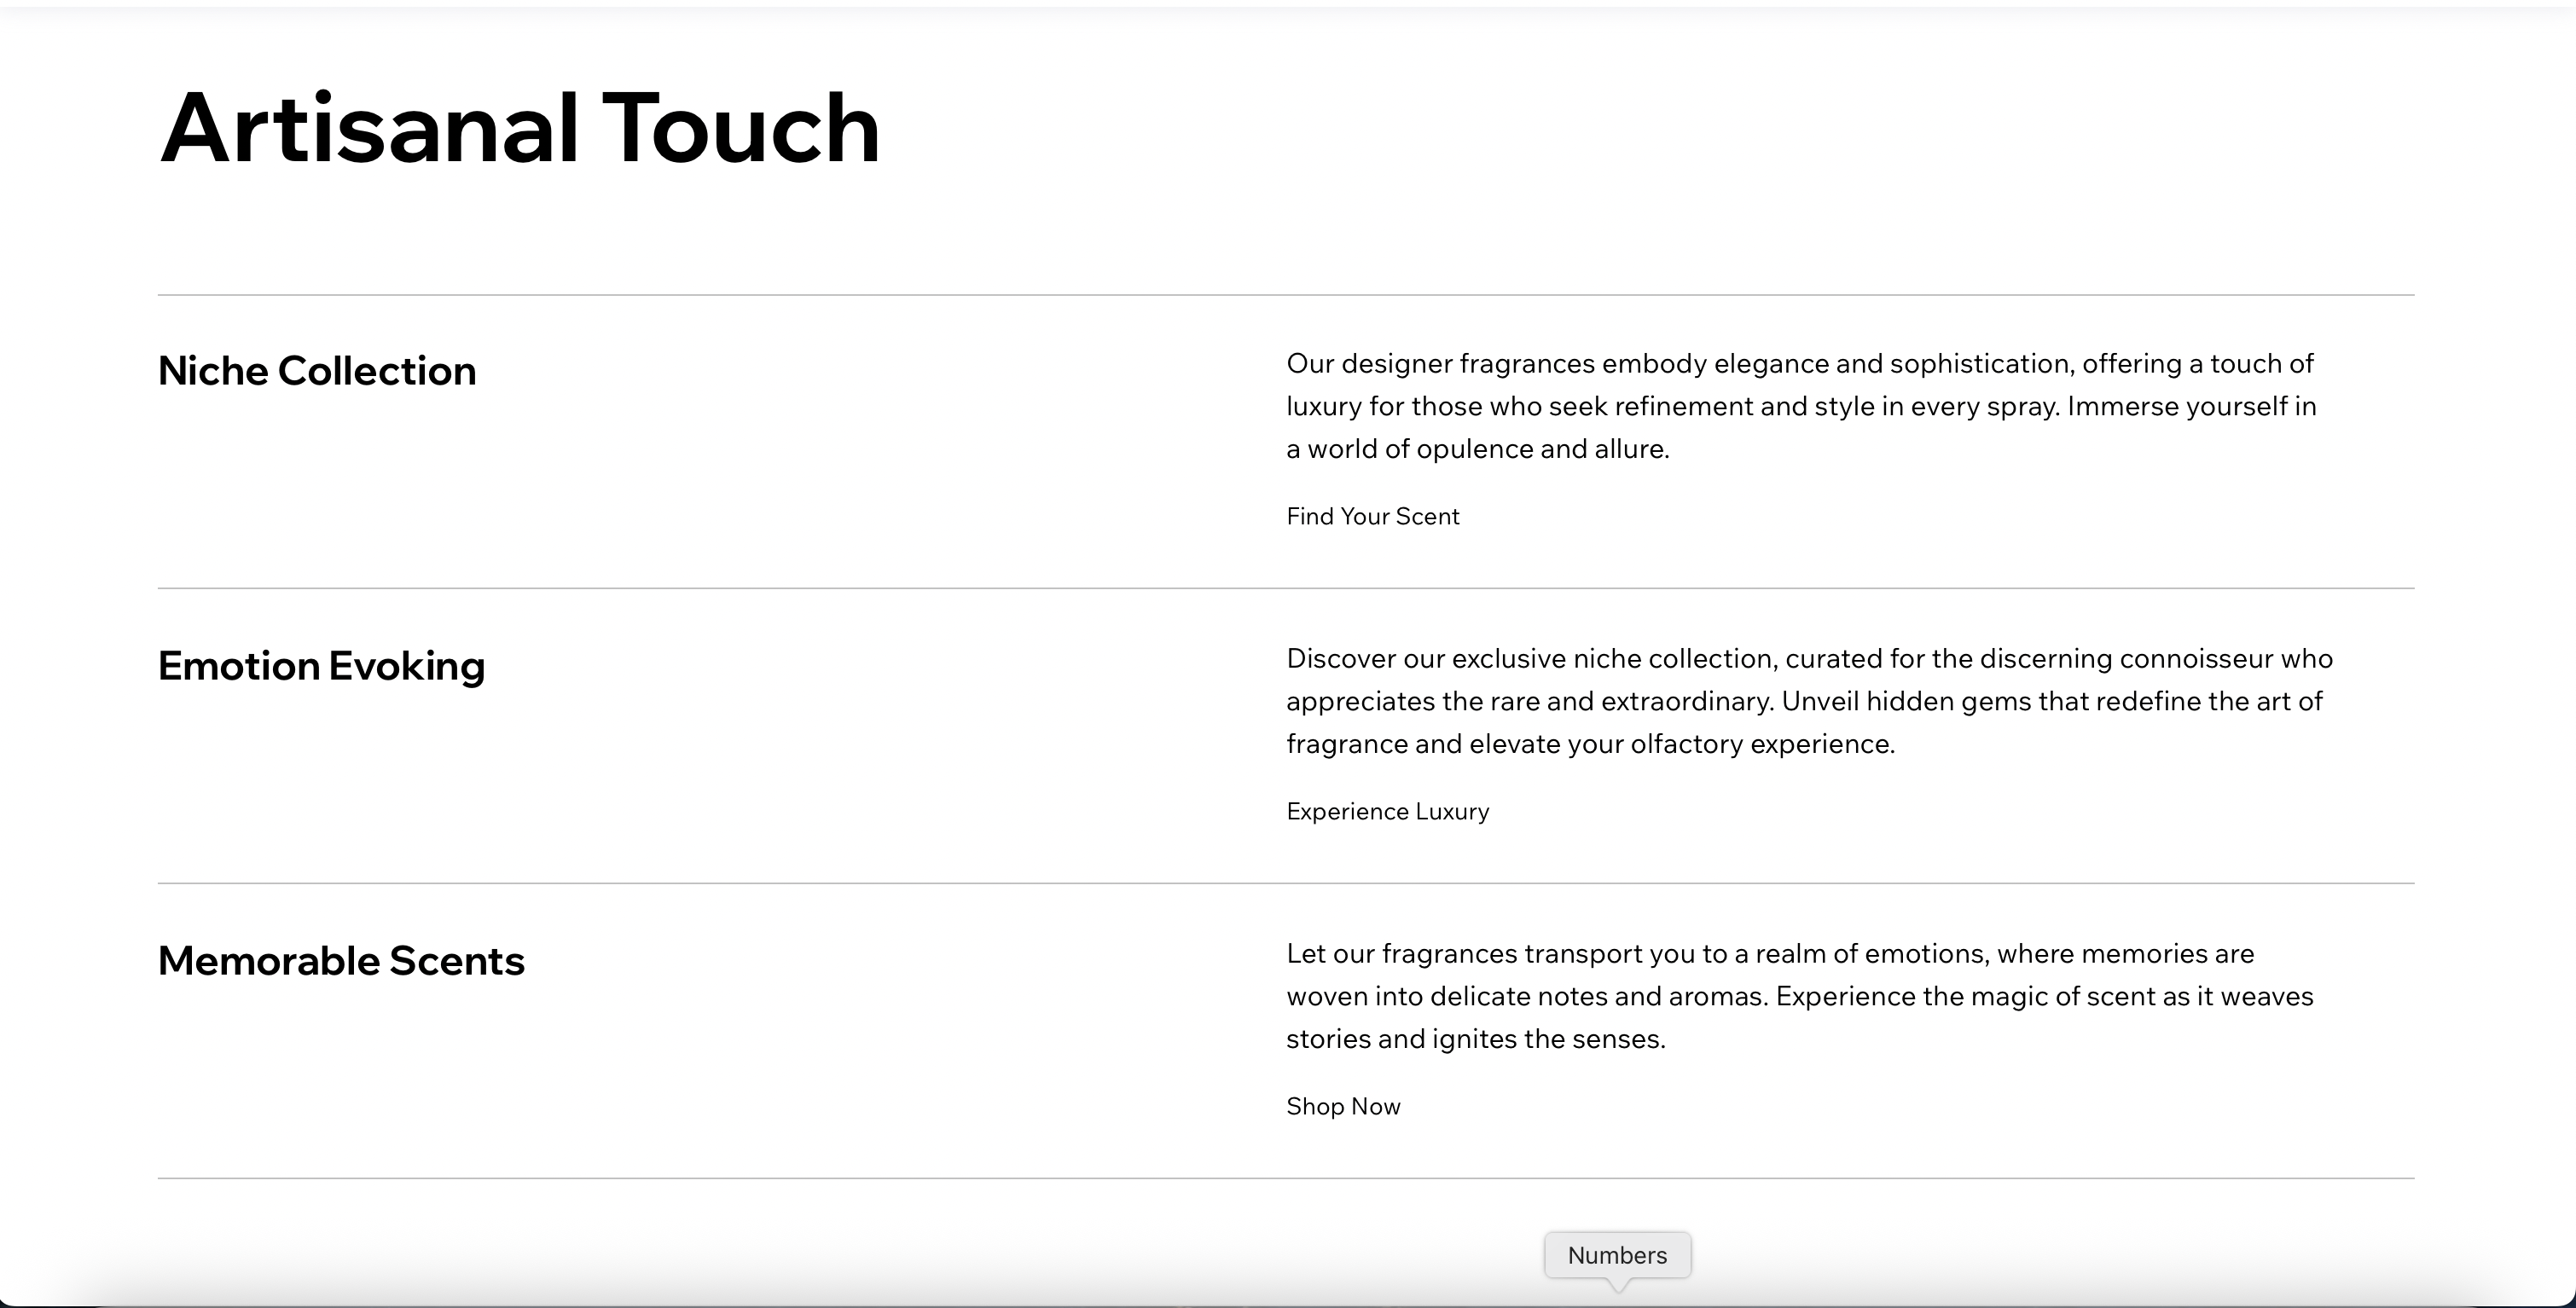 Artisanal Touch
Niche Collection
Our designer fragrances embody elegance and sophistication, offering a touch of
luxury for those who seek refinement and style in every spray. Immerse yourself in
a world of opulence and allure.
Find Your Scent
Emotion Evoking
Discover our exclusive niche collection, curated for the discerning connoisseur who
appreciates the rare and extraordinary. Unveil hidden gems that redefine the art of
fragrance and elevate your olfactory experience.
Experience Luxury
Memorable Scents
Let our fragrances transport you to a realm of emotions, where memories are
woven into delicate notes and aromas. Experience the magic of scent as it weaves
stories and ignites the senses.
Shop Now
Numbers